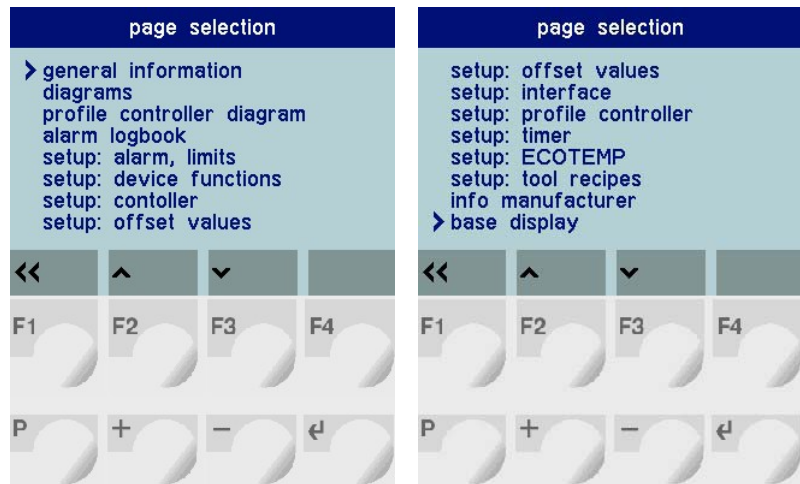 page selection
general information
diagrams
profile controller diagram
alarm logbook
setup: alarm, limits
setup: device functions
setup: contoller
setup: offset values
F1 F2 F3 F4
P + −
page selection
setup: offset values
setup: interface
setup: profile controller
setup: timer
setup: ECOTEMP
setup: tool recipes
info manufacturer
base display
F1 F2 F3 F4
P + −